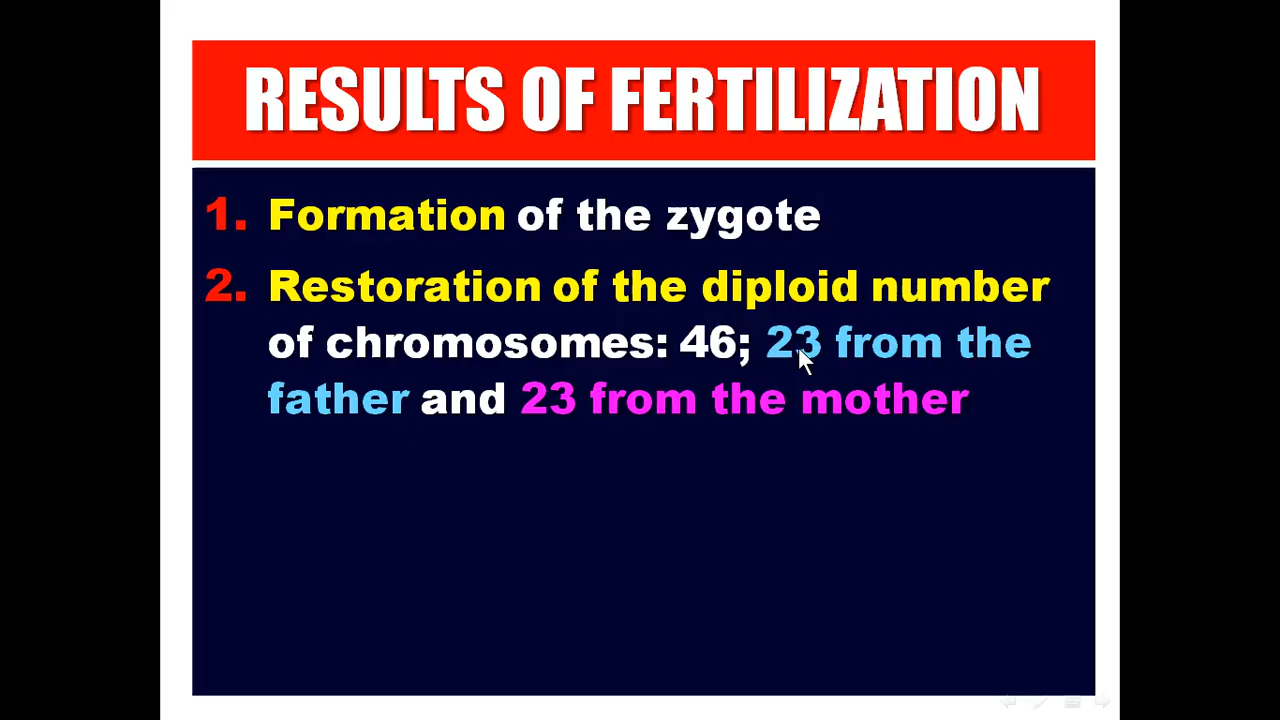 RESULTS OF FERTILIZATION
1. Formation of the zygote
2. Restoration of the diploid number
of chromosomes: 46; 23 from the
father and 23 from the mother